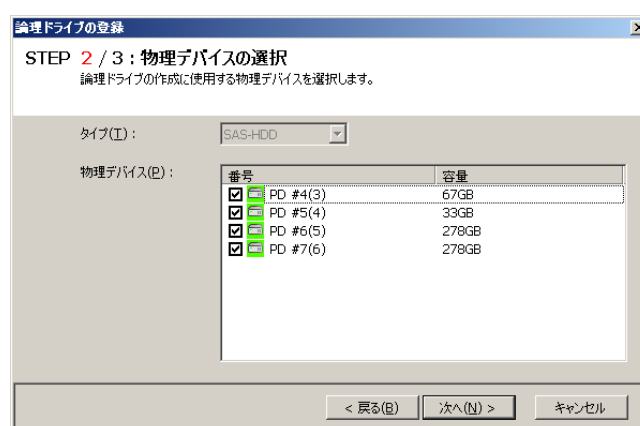 論理ドライブの登録
STEP 2 / 3 : 物理デバイスの選択
論理ドライブの作成に使用する物理デバイスを選択します。
タイプ(T) : SAS-HDD
物理デバイス(P) :
番号 容量
PD #4(3) 67GB
PD #5(4) 33GB
PD #6(5) 278GB
PD #7(6) 278GB
< 戻る(B) 次へ(N) > キャンセル